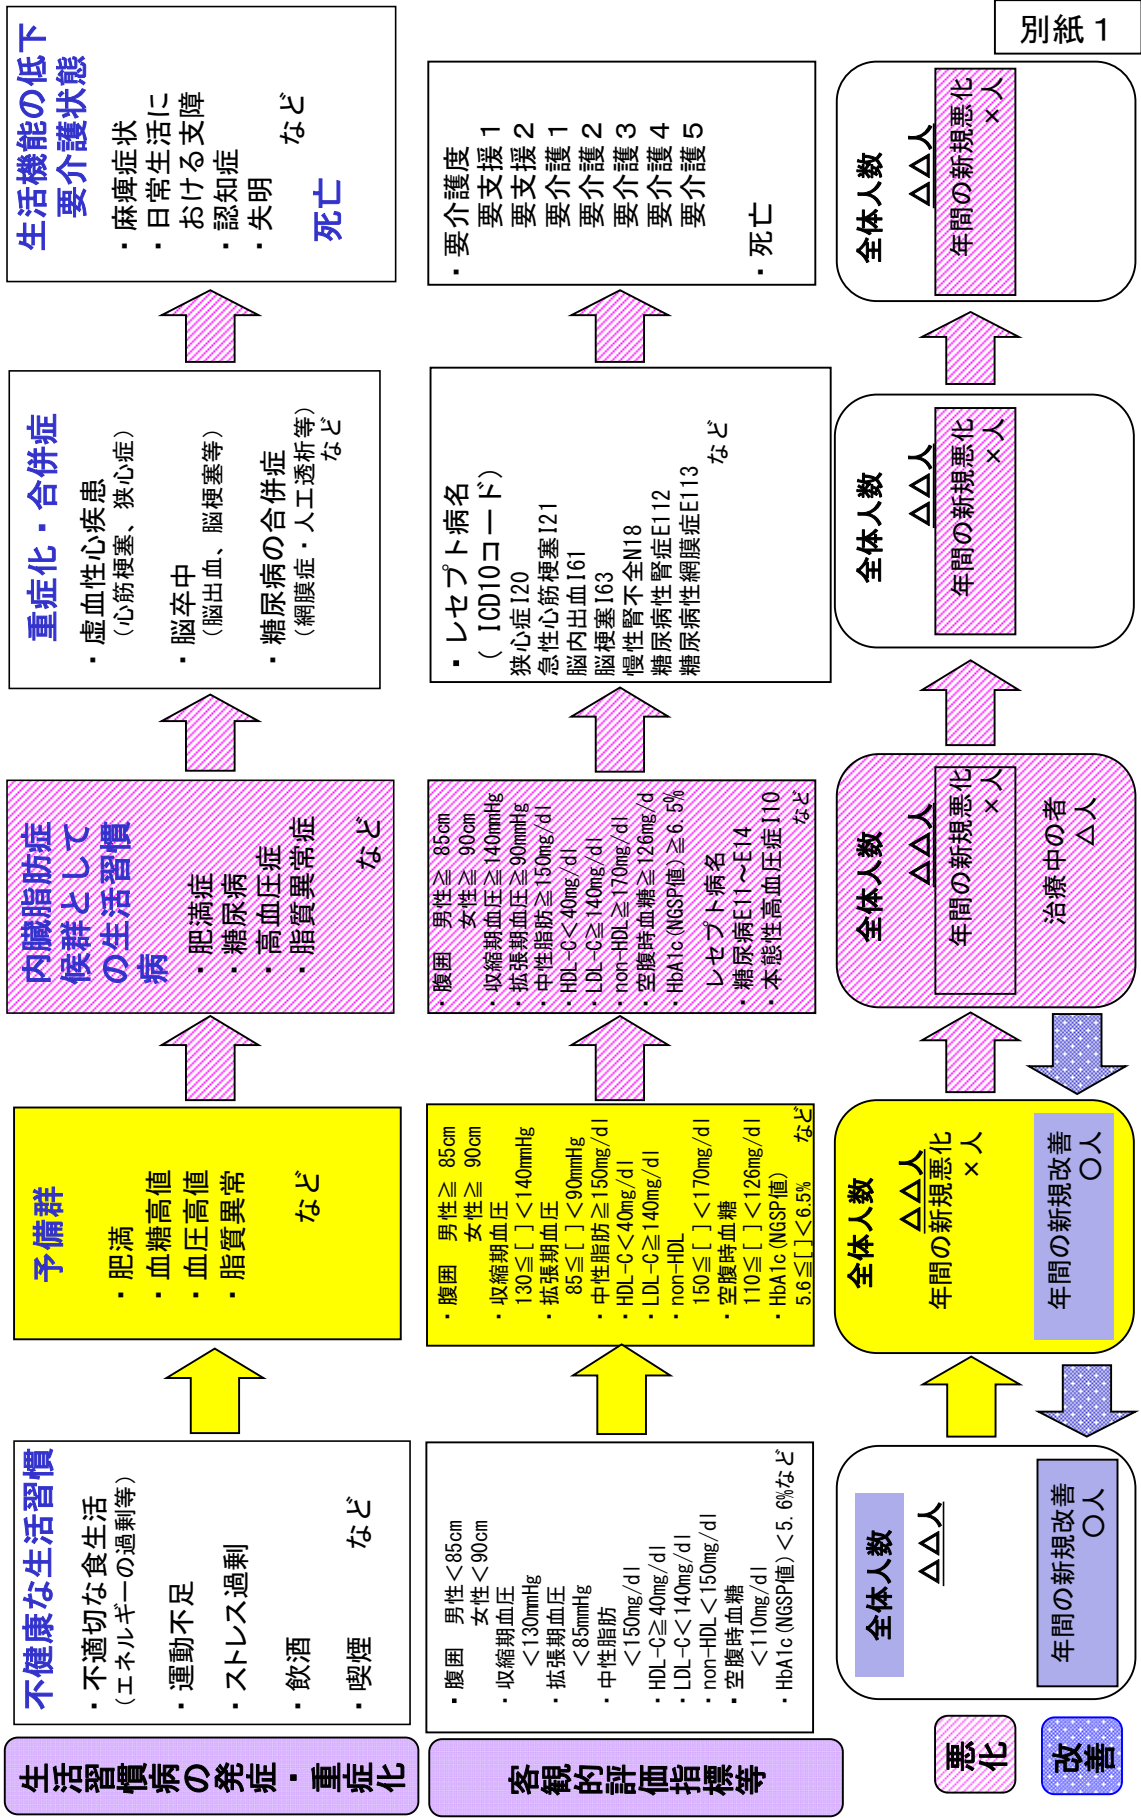 別紙１
生活習慣病の発症・重症化
不健康な生活習慣
・不適切な食生活
（エネルギーの過剰等）
・運動不足
・ストレス過剰
・飲酒
・喫煙　など
予備群
・肥満
・血糖高値
・血圧高値
・脂質異常
など
内臓脂肪症
候群として
の生活習慣
病
・肥満症
・糖尿病
・高血圧症
・脂質異常症
など
重症化・合併症
・虚血性心疾患
（心筋梗塞、狭心症）
・脳卒中
（脳出血、脳梗塞等）
・糖尿病の合併症
（網膜症・人工透析等）
など
生活機能の低下
要介護状態
・麻痺症状
・日常生活に
おける支障
・認知症
・失明
など
死亡
客観的評価指標等
・腹囲　男性＜85cm
女性＜90cm
・収縮期血圧
＜130mmHg
・拡張期血圧
＜85mmHg
・中性脂肪
＜150mg/dl
・HDL-C≧40mg/dl
・LDL-C＜140mg/dl
・non-HDL＜150mg/dl
・空腹時血糖
＜110mg/dl
・HbA1c(NGSP値)＜5.6%など
・腹囲　男性≧85cm
女性≧90cm
・収縮期血圧
130≦[ ]＜140mmHg
・拡張期血圧
85≦[ ]＜90mmHg
・中性脂肪≧150mg/dl
・HDL-C＜40mg/dl
・LDL-C≧140mg/dl
・non-HDL
150≦[ ]＜170mg/dl
・空腹時血糖
110≦[ ]＜126mg/dl
・HbA1c(NGSP値)
5.6≦[ ]＜6.5%　など
・腹囲　男性≧85cm
女性≧90cm
・収縮期血圧≧140mmHg
・拡張期血圧≧90mmHg
・中性脂肪≧150mg/dl
・HDL-C＜40mg/dl
・LDL-C≧140mg/dl
・non-HDL≧170mg/dl
・空腹時血糖≧126mg/d
・HbA1c(NGSP値)≧6.5%
レセプト病名
・糖尿病E11～E14
・本態性高血圧症I10
など
・レセプト病名
（ICD10コード）
狭心症I20
急性心筋梗塞I21
脳内出血I61
脳梗塞I63
慢性腎不全N18
糖尿病性腎症E112
糖尿病性網膜症E113
など
・要介護度
要支援１
要支援２
要介護１
要介護２
要介護３
要介護４
要介護５
・死亡
悪化
改善
全体人数
△△人
年間の新規改善
○人
全体人数
△△人
年間の新規悪化
×人
年間の新規改善
○人
全体人数
△△人
年間の新規悪化
×人
治療中の者
△人
全体人数
△△人
年間の新規悪化
×人
全体人数
△△人
年間の新規悪化
×人